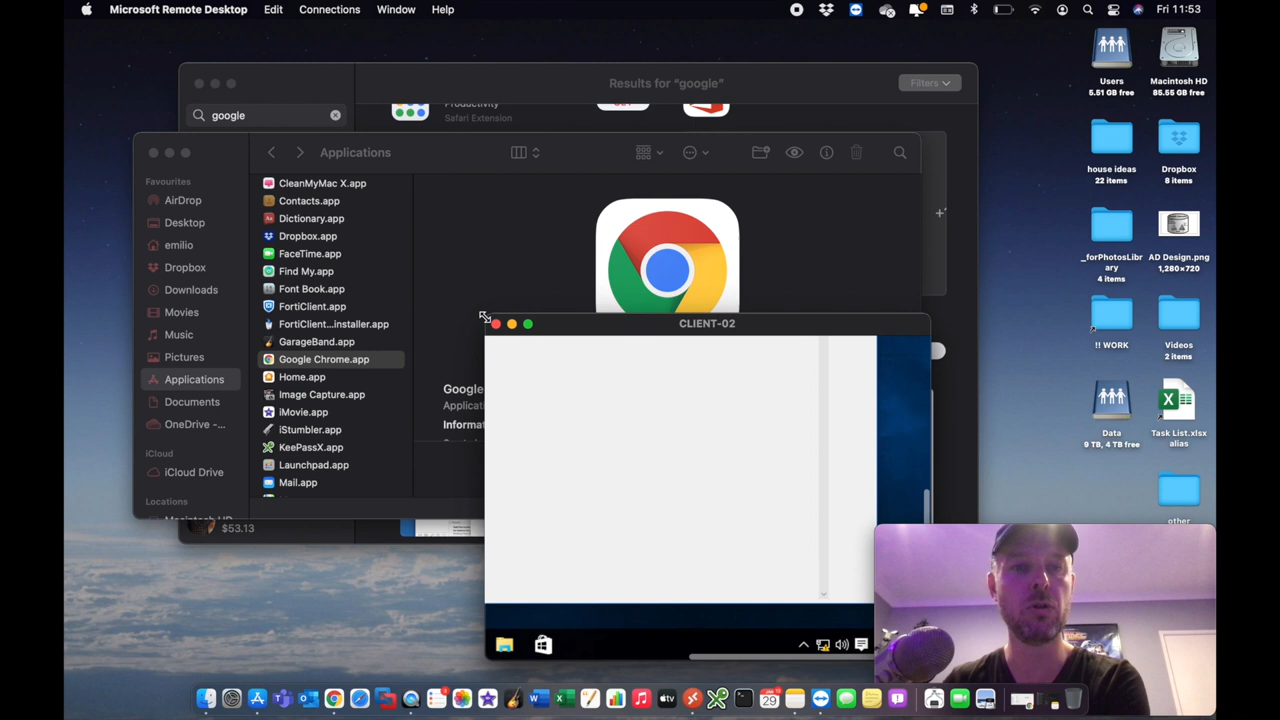 Microsoft Remote Desktop Edit Connections Window Help Fri 11:53
Results for “google”
Filters
google
Productivity
Safari Extension
Applications
Favourites
AirDrop
Desktop
emilio
Dropbox
Downloads
Movies
Music
Pictures
Applications
Documents
OneDrive -...
iCloud
iCloud Drive
Locations
CleanMyMac X.app
Contacts.app
Dictionary.app
Dropbox.app
FaceTime.app
Find My.app
Font Book.app
FortiClient.app
FortiClient...installer.app
GarageBand.app
Google Chrome.app
Home.app
Image Capture.app
iMovie.app
iStumbler.app
KeePassX.app
Launchpad.app
Mail.app
Google
Applicati
Informat
$53.13
CLIENT-02
Users
5.51 GB free
Macintosh HD
85.55 GB free
house ideas
22 items
Dropbox
8 items
_forPhotosLibr
ary
4 items
AD Design.png
1,280×720
!! WORK
Videos
2 items
Data
9 TB, 4 TB free
Task List.xlsx
alias
other